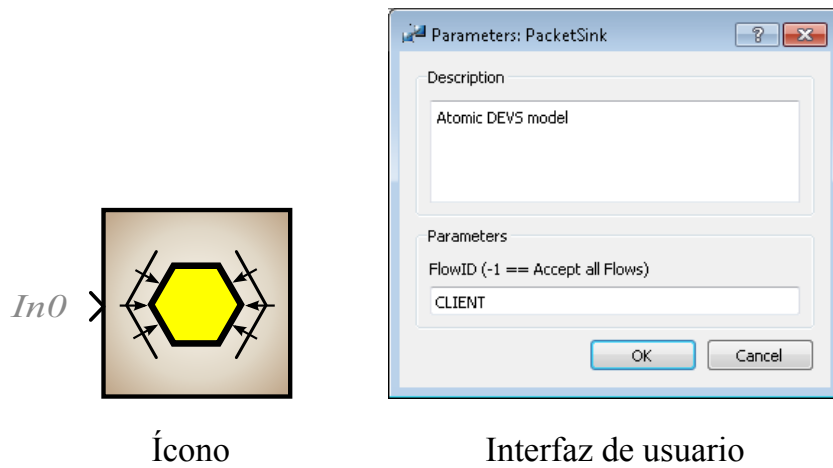 Parameters: PacketSink
Description
Atomic DEVS model
Parameters
FlowID (-1 == Accept all Flows)
CLIENT
OK Cancel
In0
Ícono Interfaz de usuario